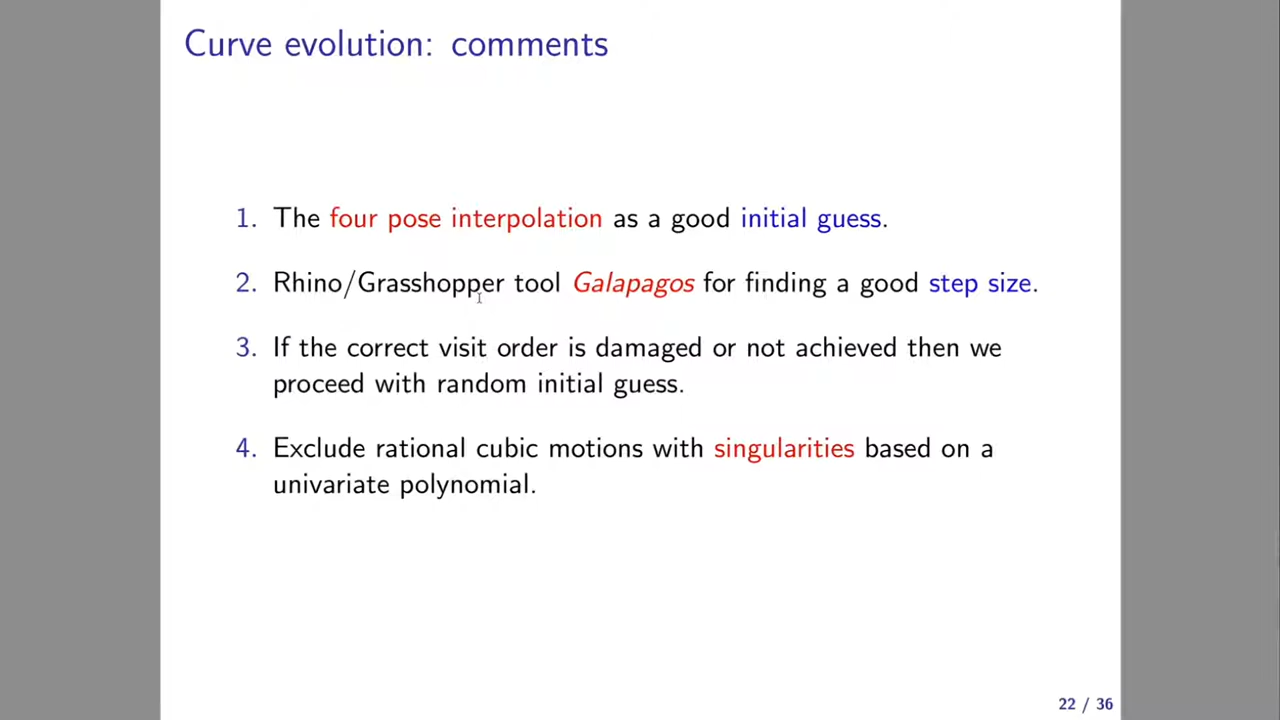 Curve evolution: comments
1. The four pose interpolation as a good initial guess.
2. Rhino/Grasshopper tool Galapagos for finding a good step size.
3. If the correct visit order is damaged or not achieved then we
proceed with random initial guess.
4. Exclude rational cubic motions with singularities based on a
univariate polynomial.
22 / 36